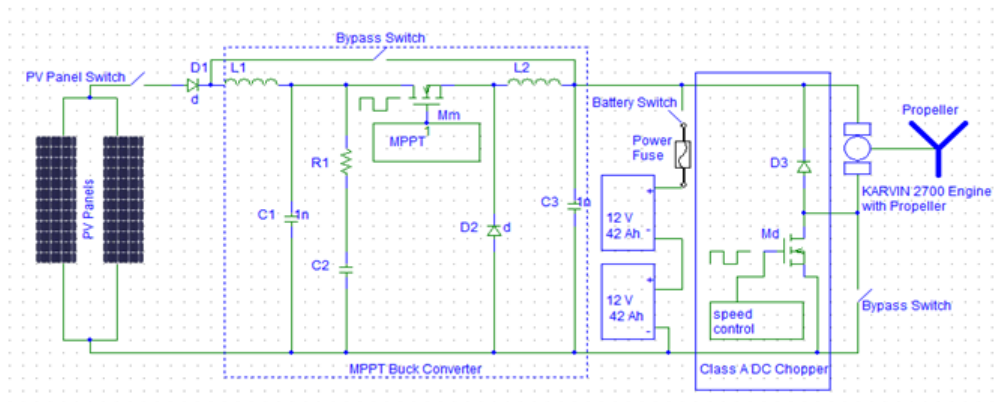 Bypass Switch
PV Panel Switch
D1
d
L1
L2
Mm
1
MPPT
Battery Switch
Power
Fuse
Propeller
R1
D3
KARVIN 2700 Engine
with Propeller
PV Panels
C1
1n
C2
D2
d
C3
1n
12 V
42 Ah
-
Md
+
12 V
42 Ah
-
speed
control
Bypass Switch
MPPT Buck Converter
Class A DC Chopper